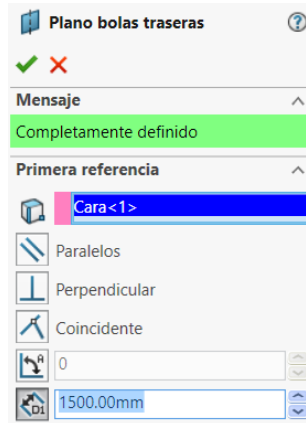 Plano bolas traseras
Mensaje
Completamente definido
Primera referencia
Cara<1>
Paralelos
Perpendicular
Coincidente
0
1500.00mm